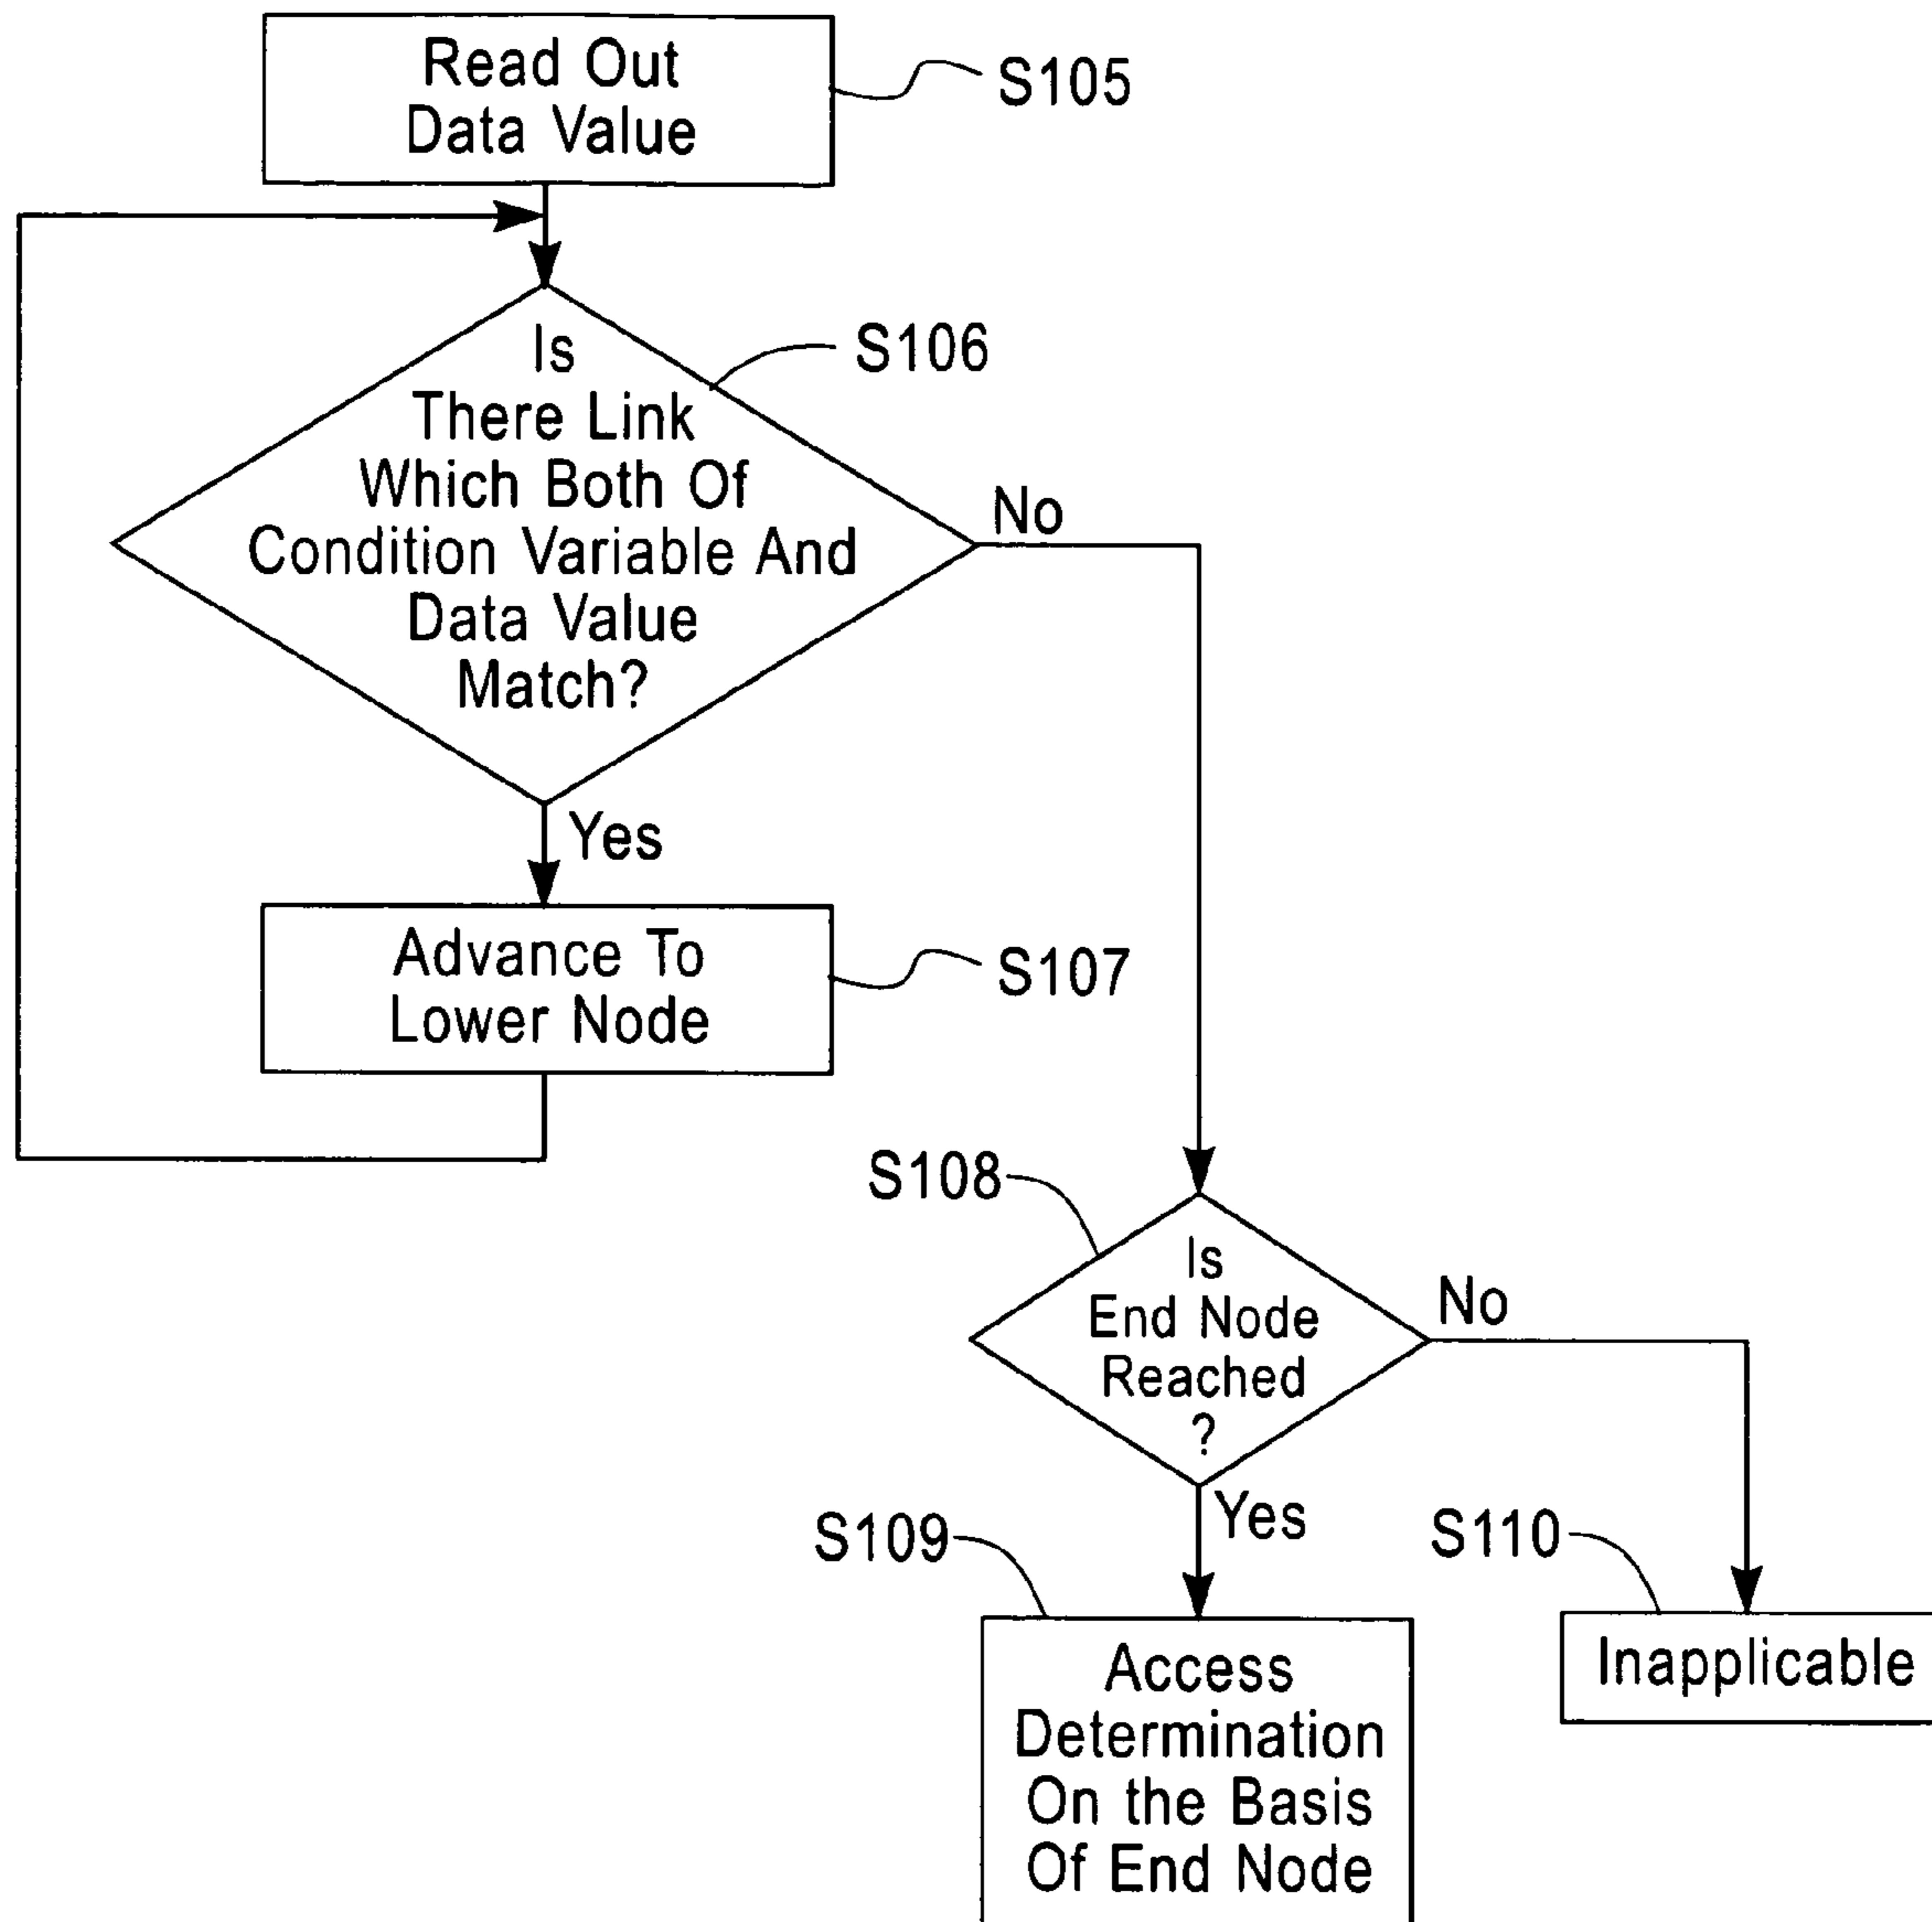 Read Out
Data Value
S105
Is
There Link
Which Both Of
Condition Variable And
Data Value
Match?
S106
No
Yes
Advance To
Lower Node
S107
S108
Is
End Node
Reached
?
No
Yes
S109
S110
Access
Determination
On the Basis
Of End Node
Inapplicable